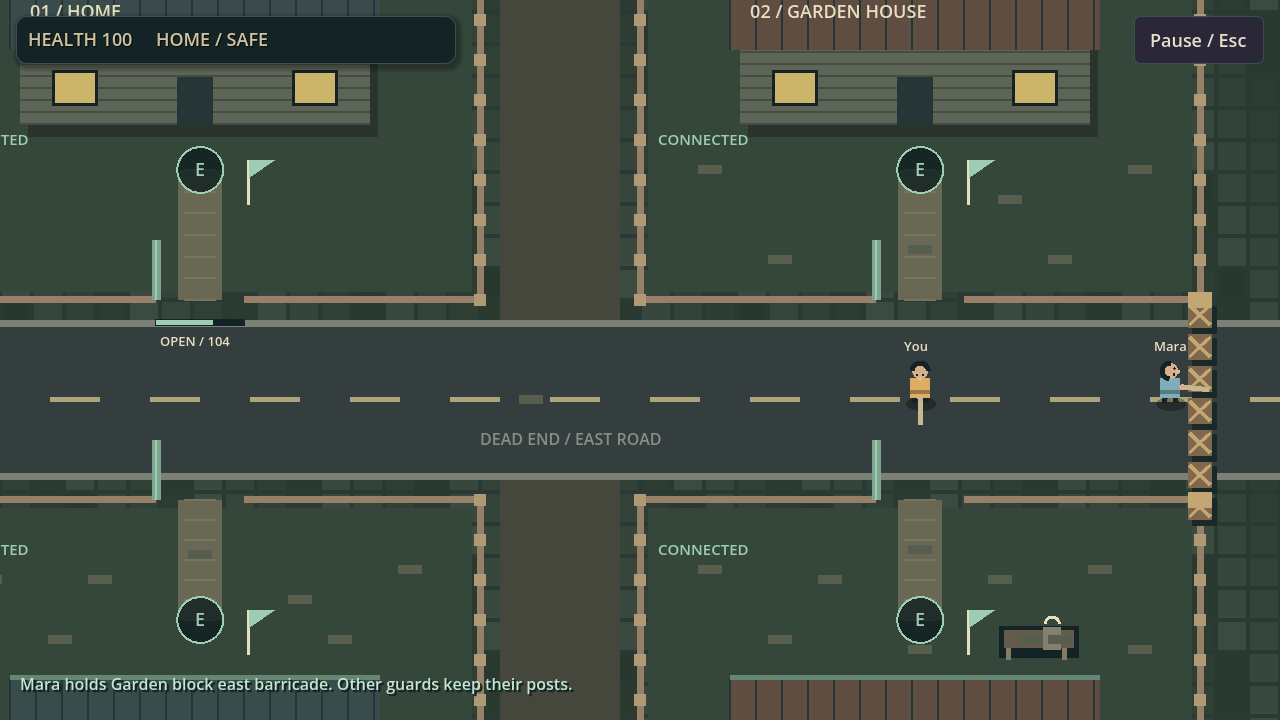 01 / HOME
02 / GARDEN HOUSE
HEALTH 100 HOME / SAFE
Pause / Esc
TED
CONNECTED
E
E
OPEN / 104
You
Mara
DEAD END / EAST ROAD
TED
CONNECTED
E
E
Mara holds Garden block east barricade. Other guards keep their posts.